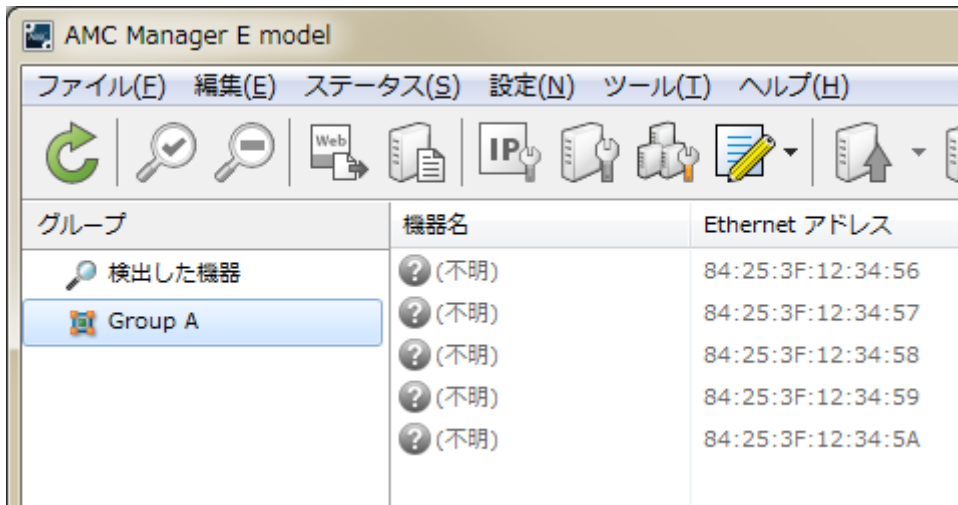 AMC Manager E model
ファイル(F) 編集(E) ステータス(S) 設定(N) ツール(T) ヘルプ(H)
Web IP
グループ 機器名 Ethernet アドレス
検出した機器 (不明) 84:25:3F:12:34:56
Group A (不明) 84:25:3F:12:34:57
(不明) 84:25:3F:12:34:58
(不明) 84:25:3F:12:34:59
(不明) 84:25:3F:12:34:5A